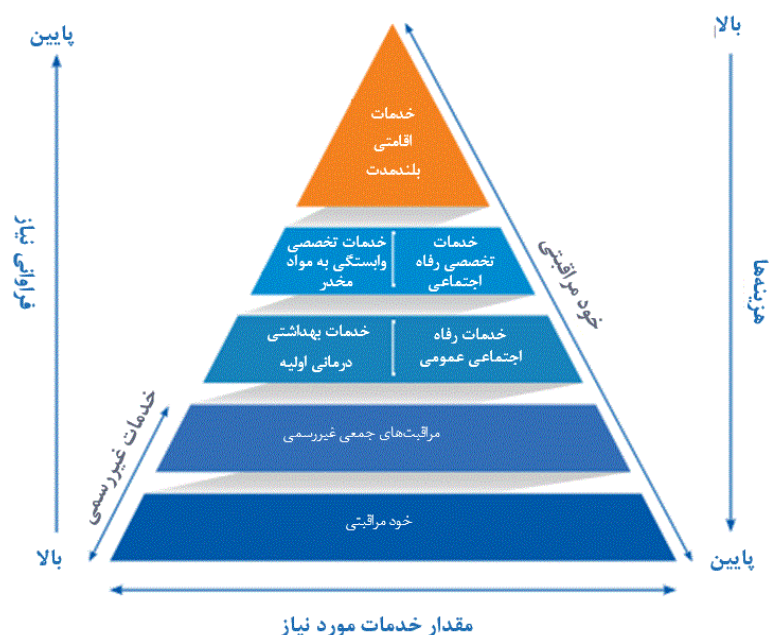 پایین
بالا
خدمات
اقامتی
بلندمدت
خدمات
تخصصی رفاه
اجتماعی
خدمات تخصصی
وابستگی به مواد
مخدر
خدمات رفاه
اجتماعی عمومی
خدمات بهداشتی
درمانی اولیه
مراقبت‌های جمعی غیررسمی
خود مراقبتی
خود مراقبتی
خدمات غیررسمی
فراوانی نیاز
هزینه‌ها
بالا
پایین
مقدار خدمات مورد نیاز